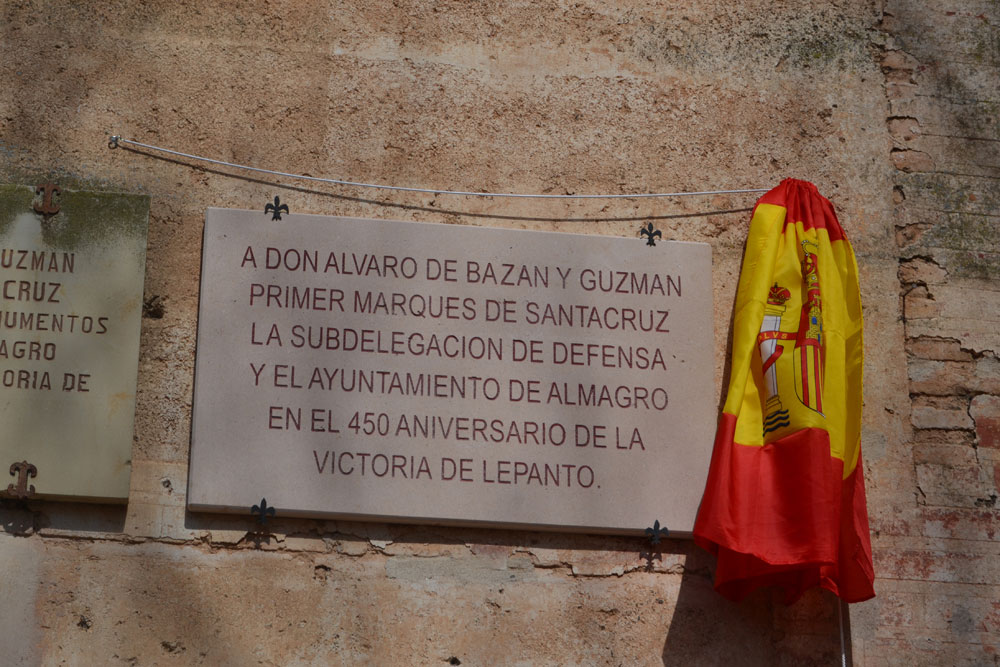 UZMAN
CRUZ
UMENTOS
AGRO
ORIA DE
A DON ALVARO DE BAZAN Y GUZMAN
PRIMER MARQUES DE SANTACRUZ
LA SUBDELEGACION DE DEFENSA
Y EL AYUNTAMIENTO DE ALMAGRO
EN EL 450 ANIVERSARIO DE LA
VICTORIA DE LEPANTO.